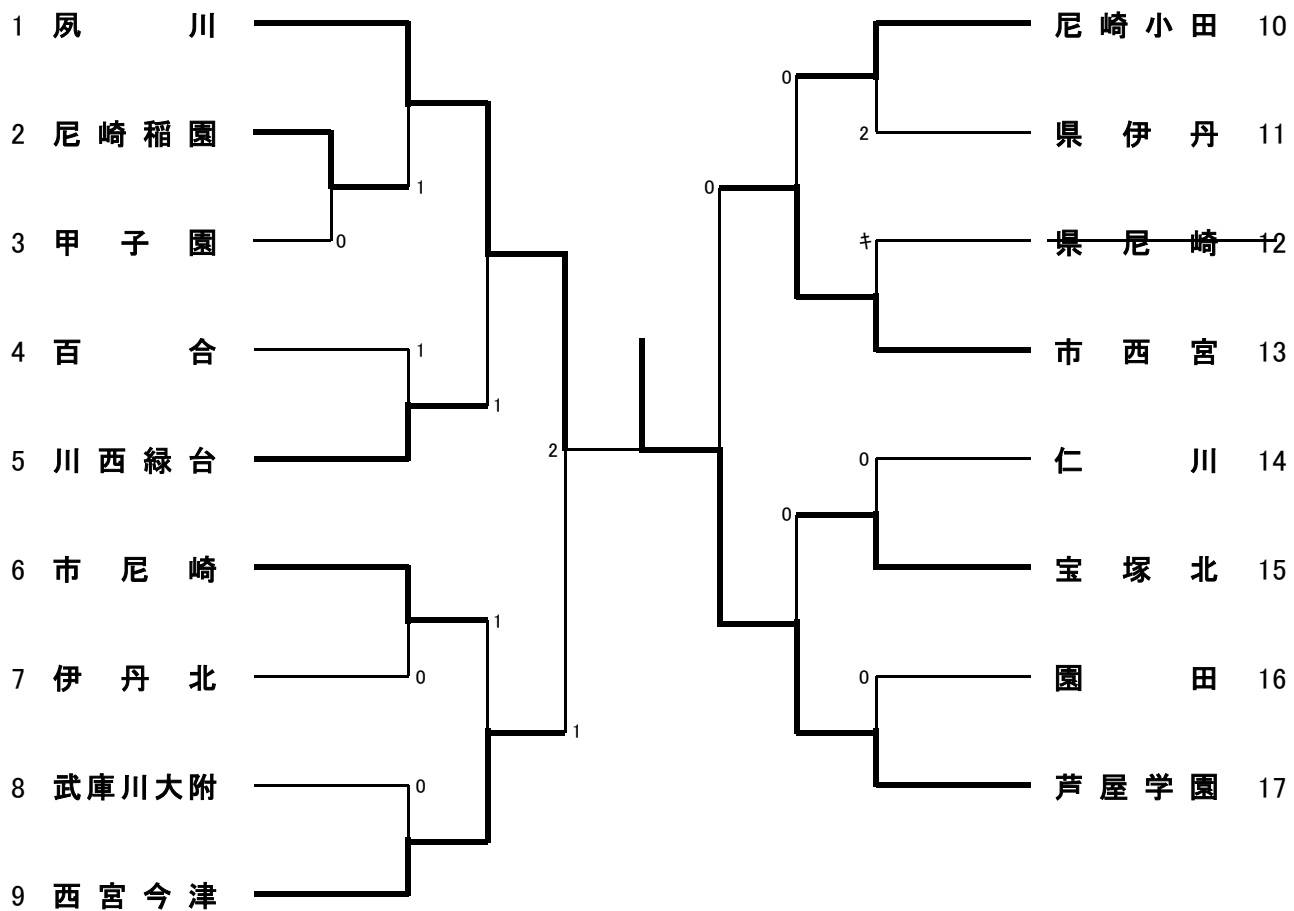 1 夙川
2 尼崎稲園
1
3 甲子園
0
4 百合
1
1
5 川西緑台
2
6 市尼崎
1
7 伊丹北
0
1
8 武庫川大附
0
9 西宮今津
尼崎小田 10
0
2 県伊丹 11
0
キ 県尼崎 12
市西宮 13
0 仁川 14
0
宝塚北 15
0 園田 16
芦屋学園 17